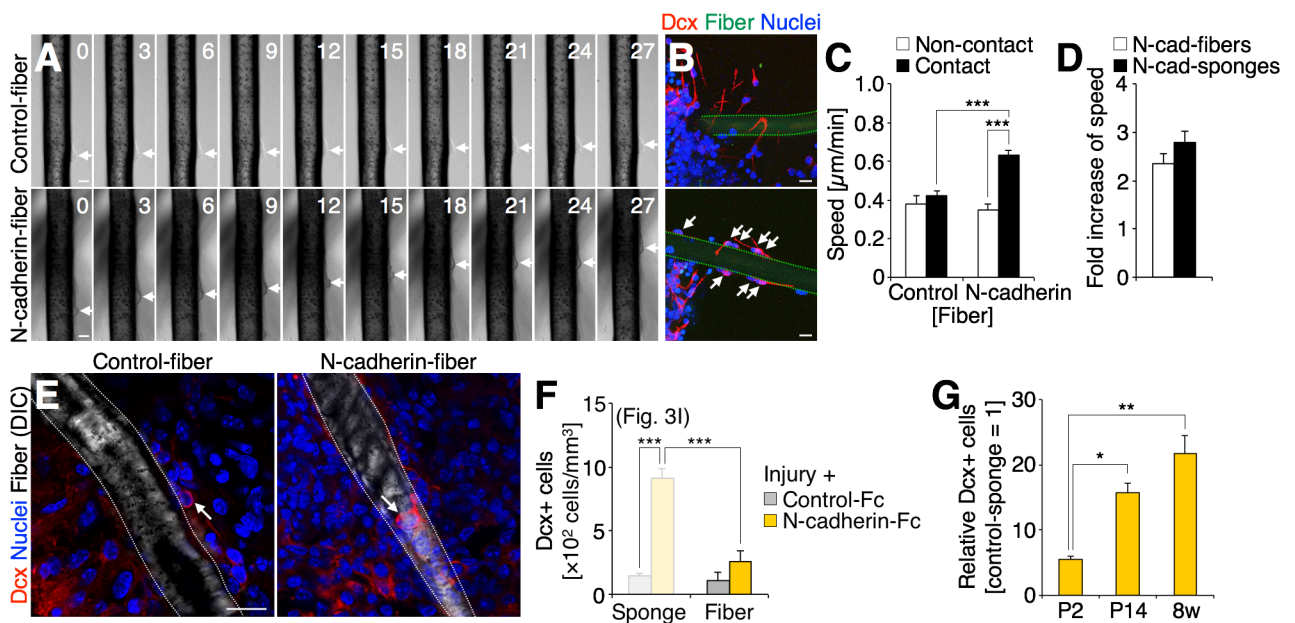 Dcx Fiber Nuclei
A
Control-fiber
0 3 6 9 12 15 18 21 24 27
N-cadherin-fiber
0 3 6 9 12 15 18 21 24 27
B
C
Non-contact
Contact
Speed [µm/min]
1.0
0.8
0.6
0.4
0.2
0
***
***
Control N-cadherin
[Fiber]
D
N-cad-fibers
N-cad-sponges
Fold increase of speed
4
3
2
1
0
Control-fiber
N-cadherin-fiber
E
Dcx Nuclei Fiber (DIC)
F
(Fig. 3I)
Dcx+ cells
[×10² cells/mm³]
15
10
5
0
***
***
Sponge Fiber
Injury +
Control-Fc
N-cadherin-Fc
G
Relative Dcx+ cells
[control-sponge = 1]
30
20
10
0
**
*
P2 P14 8w